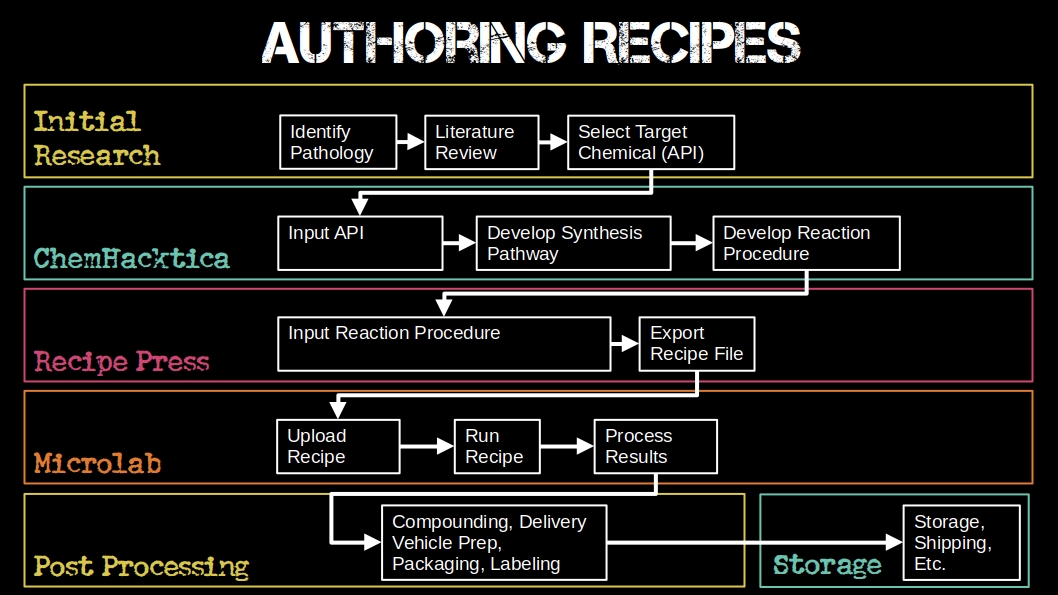 AUTHORING RECIPES
Initial
Research
Identify
Pathology
Literature
Review
Select Target
Chemical (API)
ChemHacktica
Input API
Develop Synthesis
Pathway
Develop Reaction
Procedure
Recipe Press
Input Reaction Procedure
Export
Recipe File
Microlab
Upload
Recipe
Run
Recipe
Process
Results
Post Processing
Compounding, Delivery
Vehicle Prep,
Packaging, Labeling
Storage
Storage,
Shipping,
Etc.